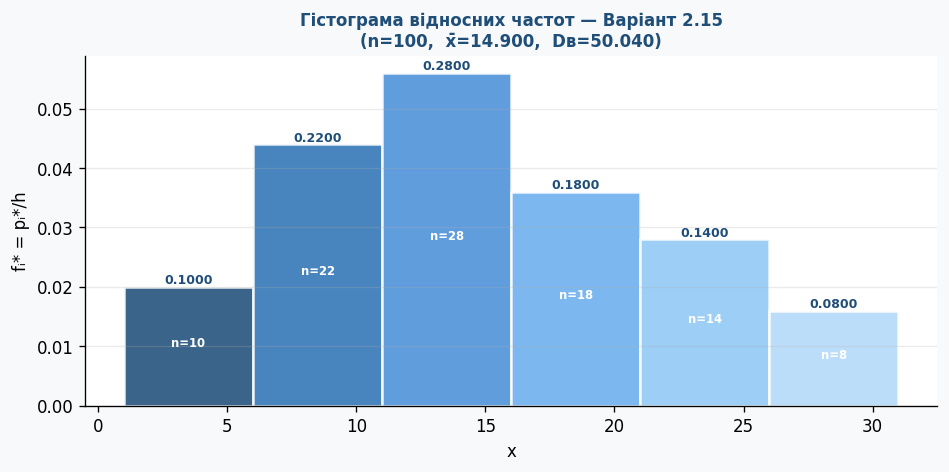 Гістограма відносних частот — Варіант 2.15
(n=100, x̄=14.900, Dв=50.040)
0.2800
0.05
0.2200
0.04
0.1800
fᵢ* = pᵢ*/h
0.03
n=28
0.1400
n=22
0.1000
0.02
n=18
0.0800
n=14
n=10
0.01
n=8
0.00
0 5 10 15 20 25 30
x